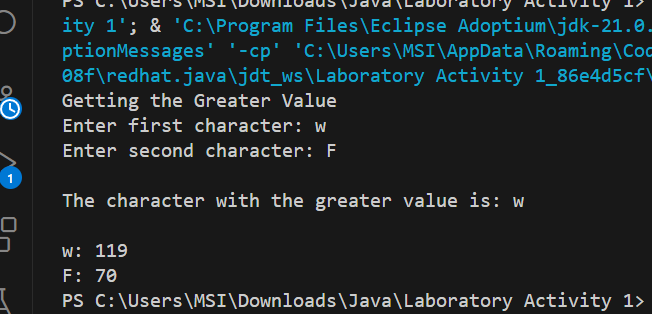 PS C:\Users\MSI\Downloads\Java\Laboratory Activity 1>
ity 1'; & 'C:\Program Files\Eclipse Adoptium\jdk-21.0.
ptionMessages' '-cp' 'C:\Users\MSI\AppData\Roaming\Cod
08f\redhat.java\jdt_ws\Laboratory Activity 1_86e4d5cf\
Getting the Greater Value
Enter first character: w
Enter second character: F
The character with the greater value is: w
w: 119
F: 70
PS C:\Users\MSI\Downloads\Java\Laboratory Activity 1>
1